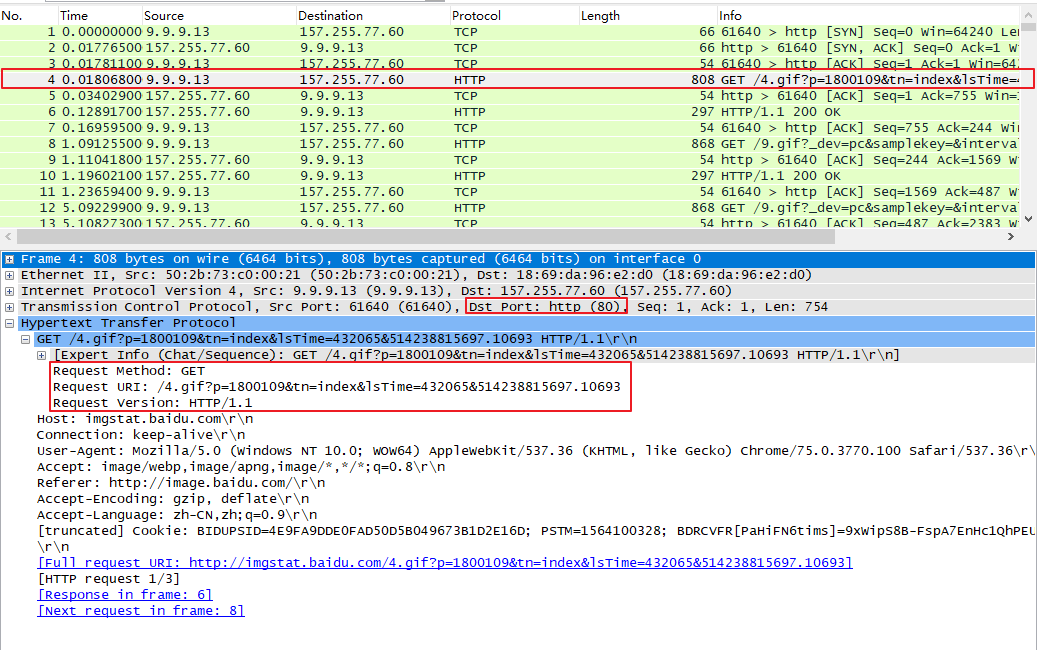 No. Time Source Destination Protocol Length Info
1 0.00000000 9.9.9.13 157.255.77.60 TCP 66 61640 > http [SYN] Seq=0 Win=64240 Len
2 0.01776500 157.255.77.60 9.9.9.13 TCP 66 http > 61640 [SYN, ACK] Seq=0 Ack=1 W
3 0.01781100 9.9.9.13 157.255.77.60 TCP 54 61640 > http [ACK] Seq=1 Ack=1 Win=642
4 0.01806800 9.9.9.13 157.255.77.60 HTTP 808 GET /4.gif?p=1800109&tn=index&lsTime=4
5 0.03402900 157.255.77.60 9.9.9.13 TCP 54 http > 61640 [ACK] Seq=1 Ack=755 Win=
6 0.12891700 157.255.77.60 9.9.9.13 HTTP 297 HTTP/1.1 200 OK
7 0.16959500 9.9.9.13 157.255.77.60 TCP 54 61640 > http [ACK] Seq=755 Ack=244 Win
8 1.09125500 9.9.9.13 157.255.77.60 HTTP 868 GET /9.gif?_dev=pc&samplekey=&interva
9 1.11041800 157.255.77.60 9.9.9.13 TCP 54 http > 61640 [ACK] Seq=244 Ack=1569 W
10 1.19602100 157.255.77.60 9.9.9.13 HTTP 297 HTTP/1.1 200 OK
11 1.23659400 9.9.9.13 157.255.77.60 TCP 54 61640 > http [ACK] Seq=1569 Ack=487 W
12 5.09229900 9.9.9.13 157.255.77.60 HTTP 868 GET /9.gif?_dev=pc&samplekey=&interva
13 5.10827300 157.255.77.60 9.9.9.13 TCP 54 http > 61640 [ACK] Seq=487 Ack=2383 W
Frame 4: 808 bytes on wire (6464 bits), 808 bytes captured (6464 bits) on interface 0
Ethernet II, Src: 50:2b:73:c0:00:21 (50:2b:73:c0:00:21), Dst: 18:69:da:96:e2:d0 (18:69:da:96:e2:d0)
Internet Protocol Version 4, Src: 9.9.9.13 (9.9.9.13), Dst: 157.255.77.60 (157.255.77.60)
Transmission Control Protocol, Src Port: 61640 (61640), Dst Port: http (80), Seq: 1, Ack: 1, Len: 754
Hypertext Transfer Protocol
GET /4.gif?p=1800109&tn=index&lsTime=432065&514238815697.10693 HTTP/1.1\r\n
[Expert Info (Chat/Sequence): GET /4.gif?p=1800109&tn=index&lsTime=432065&514238815697.10693 HTTP/1.1\r\n]
Request Method: GET
Request URI: /4.gif?p=1800109&tn=index&lsTime=432065&514238815697.10693
Request Version: HTTP/1.1
Host: imgstat.baidu.com\r\n
Connection: keep-alive\r\n
User-Agent: Mozilla/5.0 (Windows NT 10.0; WOW64) AppleWebKit/537.36 (KHTML, like Gecko) Chrome/75.0.3770.100 Safari/537.36\r\
Accept: image/webp,image/apng,image/*,*/*;q=0.8\r\n
Referer: http://image.baidu.com/\r\n
Accept-Encoding: gzip, deflate\r\n
Accept-Language: zh-CN,zh;q=0.9\r\n
[truncated] Cookie: BIDUPSID=4E9FA9DDE0FAD50D5B049673B1D2E16D; PSTM=1564100328; BDRCVFR[PaHiFN6tims]=9xWipS8B-FspA7EnHc1QhPEU
\r\n
[Full request URI: http://imgstat.baidu.com/4.gif?p=1800109&tn=index&lsTime=432065&514238815697.10693]
[HTTP request 1/3]
[Response in frame: 6]
[Next request in frame: 8]